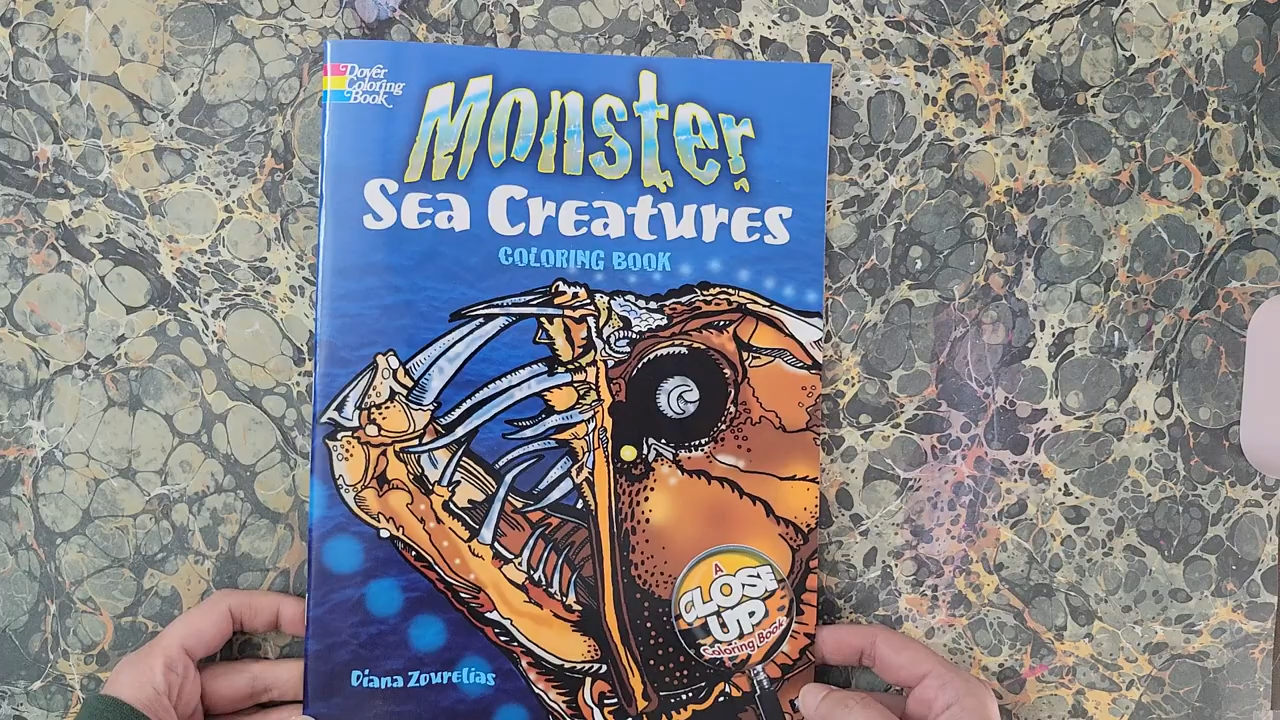 Dover
Coloring
Book
Monster
Sea Creatures
COLORING BOOK
A
CLOSE
UP
Coloring Book
Diana Zourelias